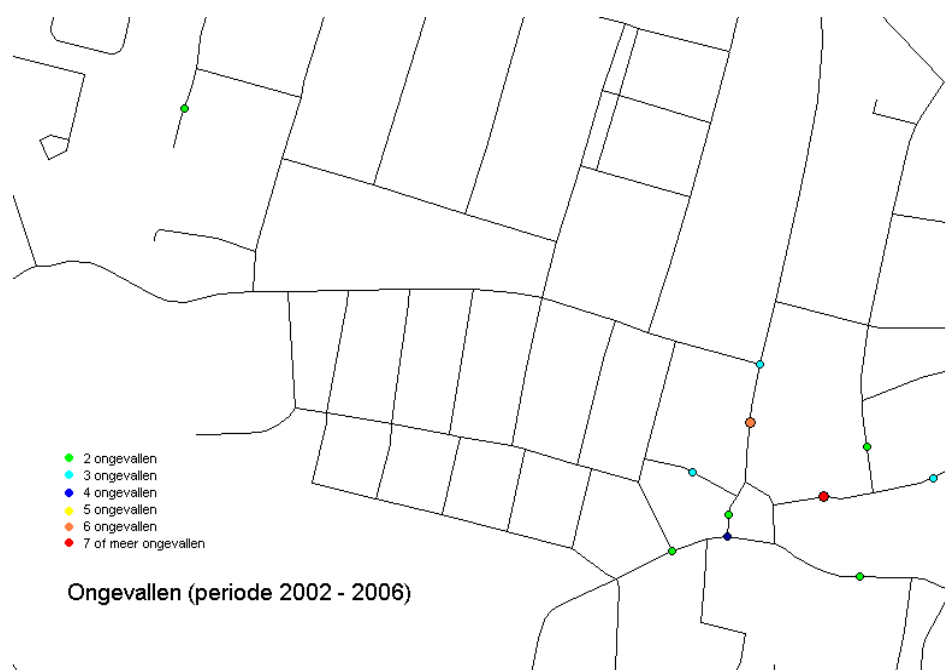 2 ongevallen
3 ongevallen
4 ongevallen
5 ongevallen
6 ongevallen
7 of meer ongevallen
Ongevallen (periode 2002 - 2006)